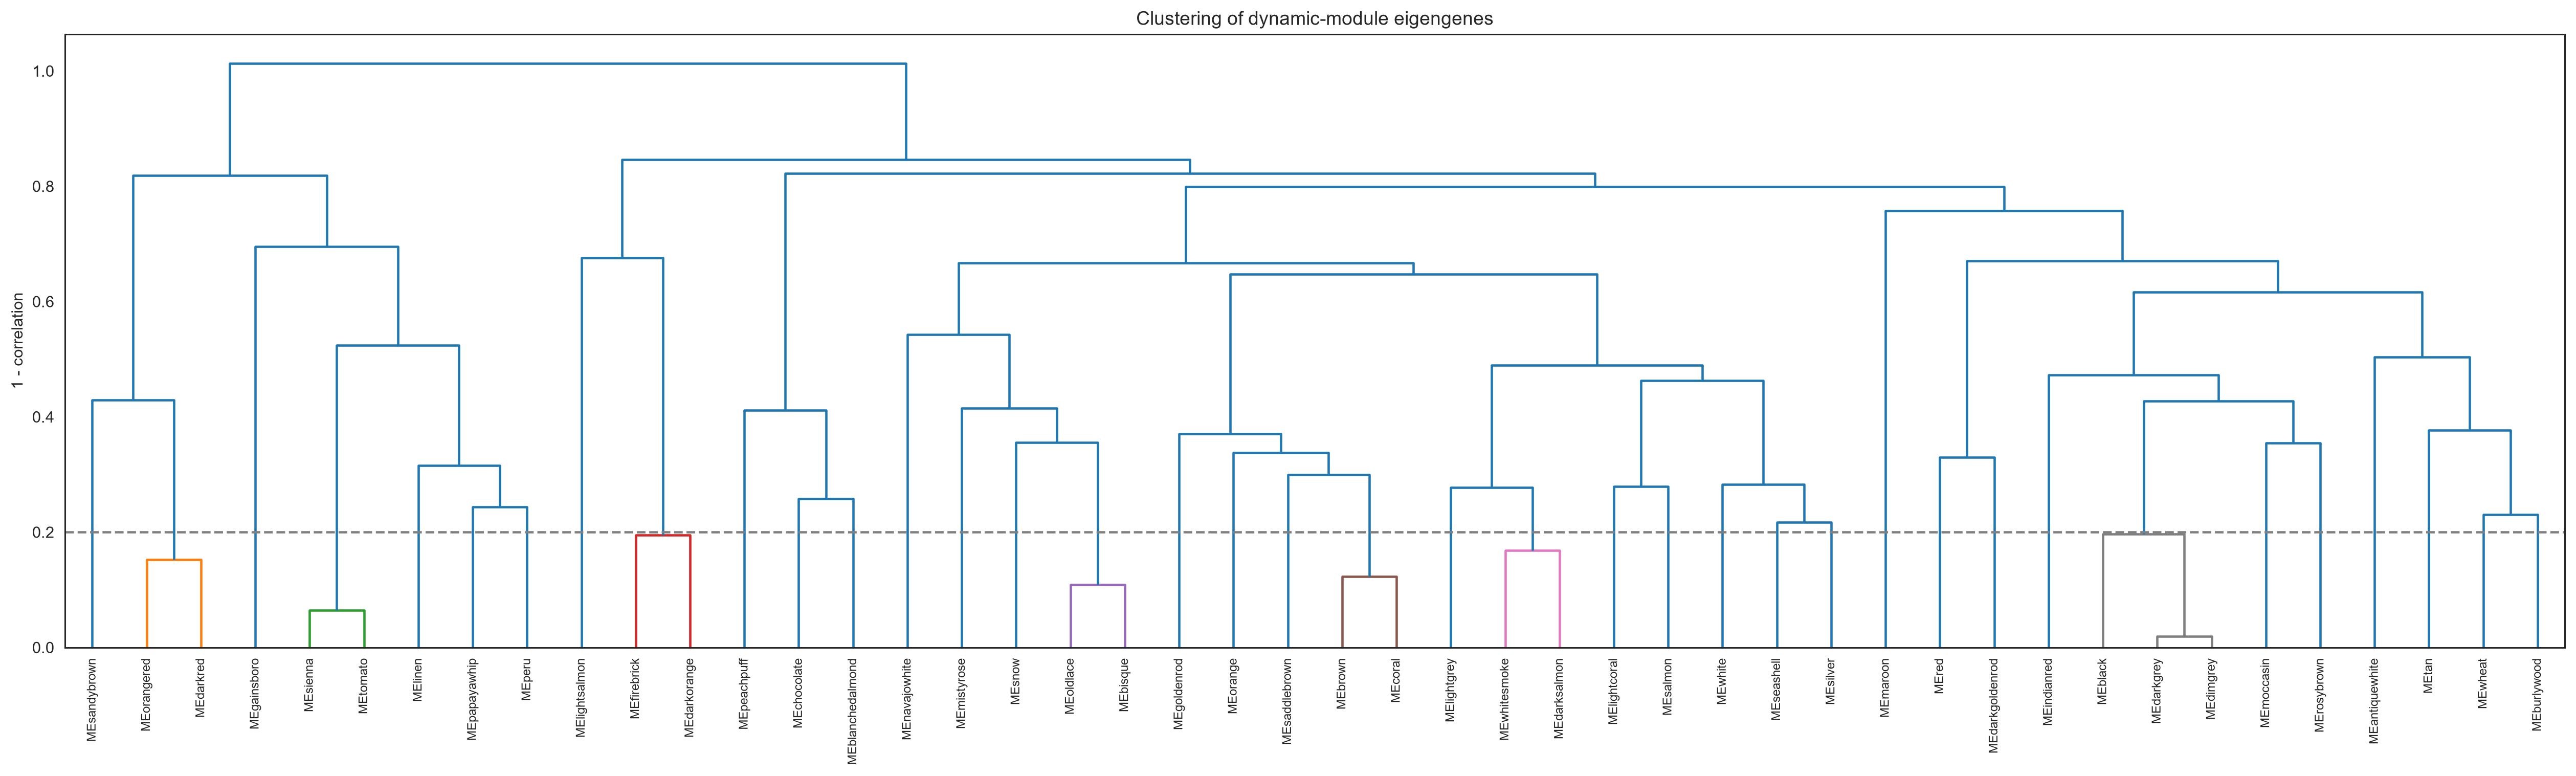 Clustering of dynamic-module eigengenes
1 - correlation
1.0
0.8
0.6
0.4
0.2
0.0
MEsandybrown
MEorangered
MEdarkred
MEgainsboro
MEsienna
MEtomato
MElinen
MEpapayawhip
MEperu
MElightsalmon
MEfirebrick
MEdarkorange
MEpeachpuff
MEchocolate
MEblanchedalmond
MEnavajowhite
MEmistyrose
MEsnow
MEoldlace
MEbisque
MEgoldenrod
MEorange
MEsaddlebrown
MEbrown
MEcoral
MElightgrey
MEwhitesmoke
MEdarksalmon
MElightcoral
MEsalmon
MEwhite
MEseashell
MEsilver
MEmaroon
MEred
MEdarkgoldenrod
MEindianred
MEblack
MEdarkgrey
MEdimgrey
MEmoccasin
MErosybrown
MEantiquewhite
MEtan
MEwheat
MEburlywood